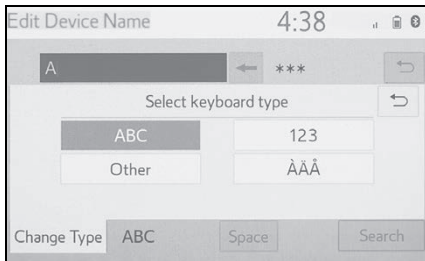 Edit Device Name 4:38
A ***
Select keyboard type
ABC 123
Other ÀÄÅ
Change Type ABC Space Search